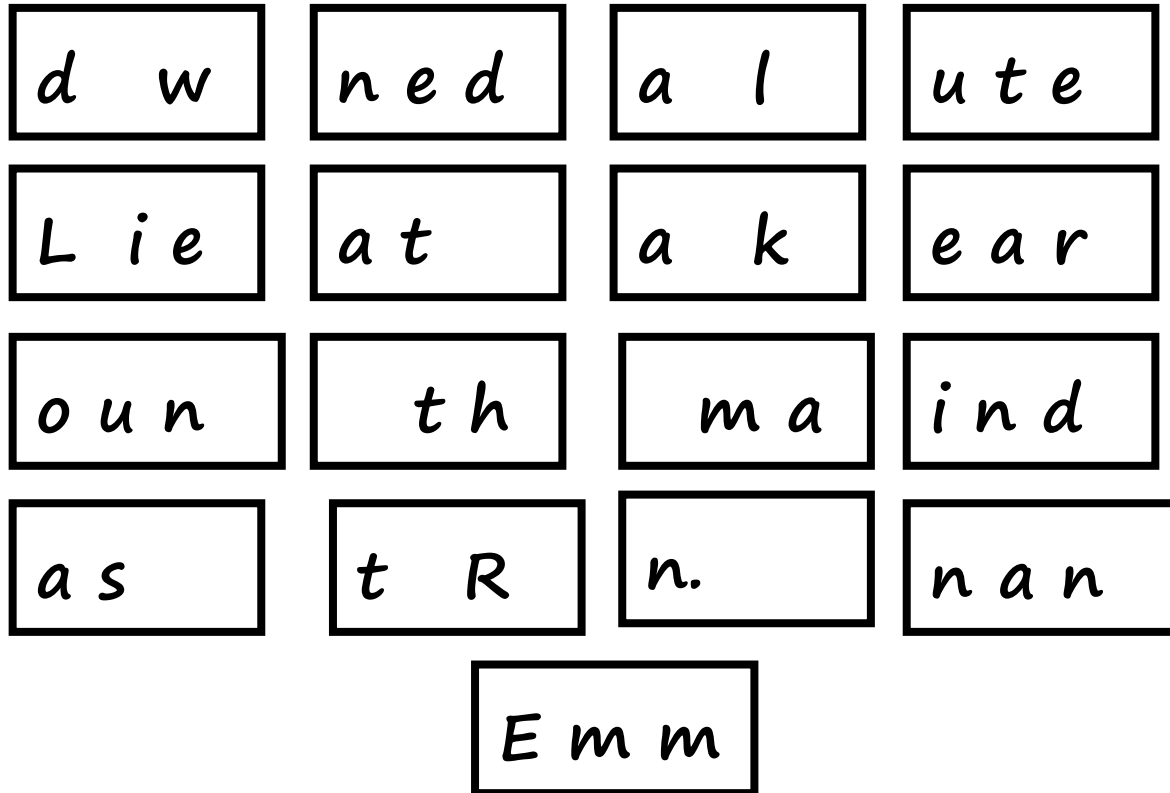 d w ned a l ute
L ie at a k ear
oun th ma ind
as t R n. nan
Emm